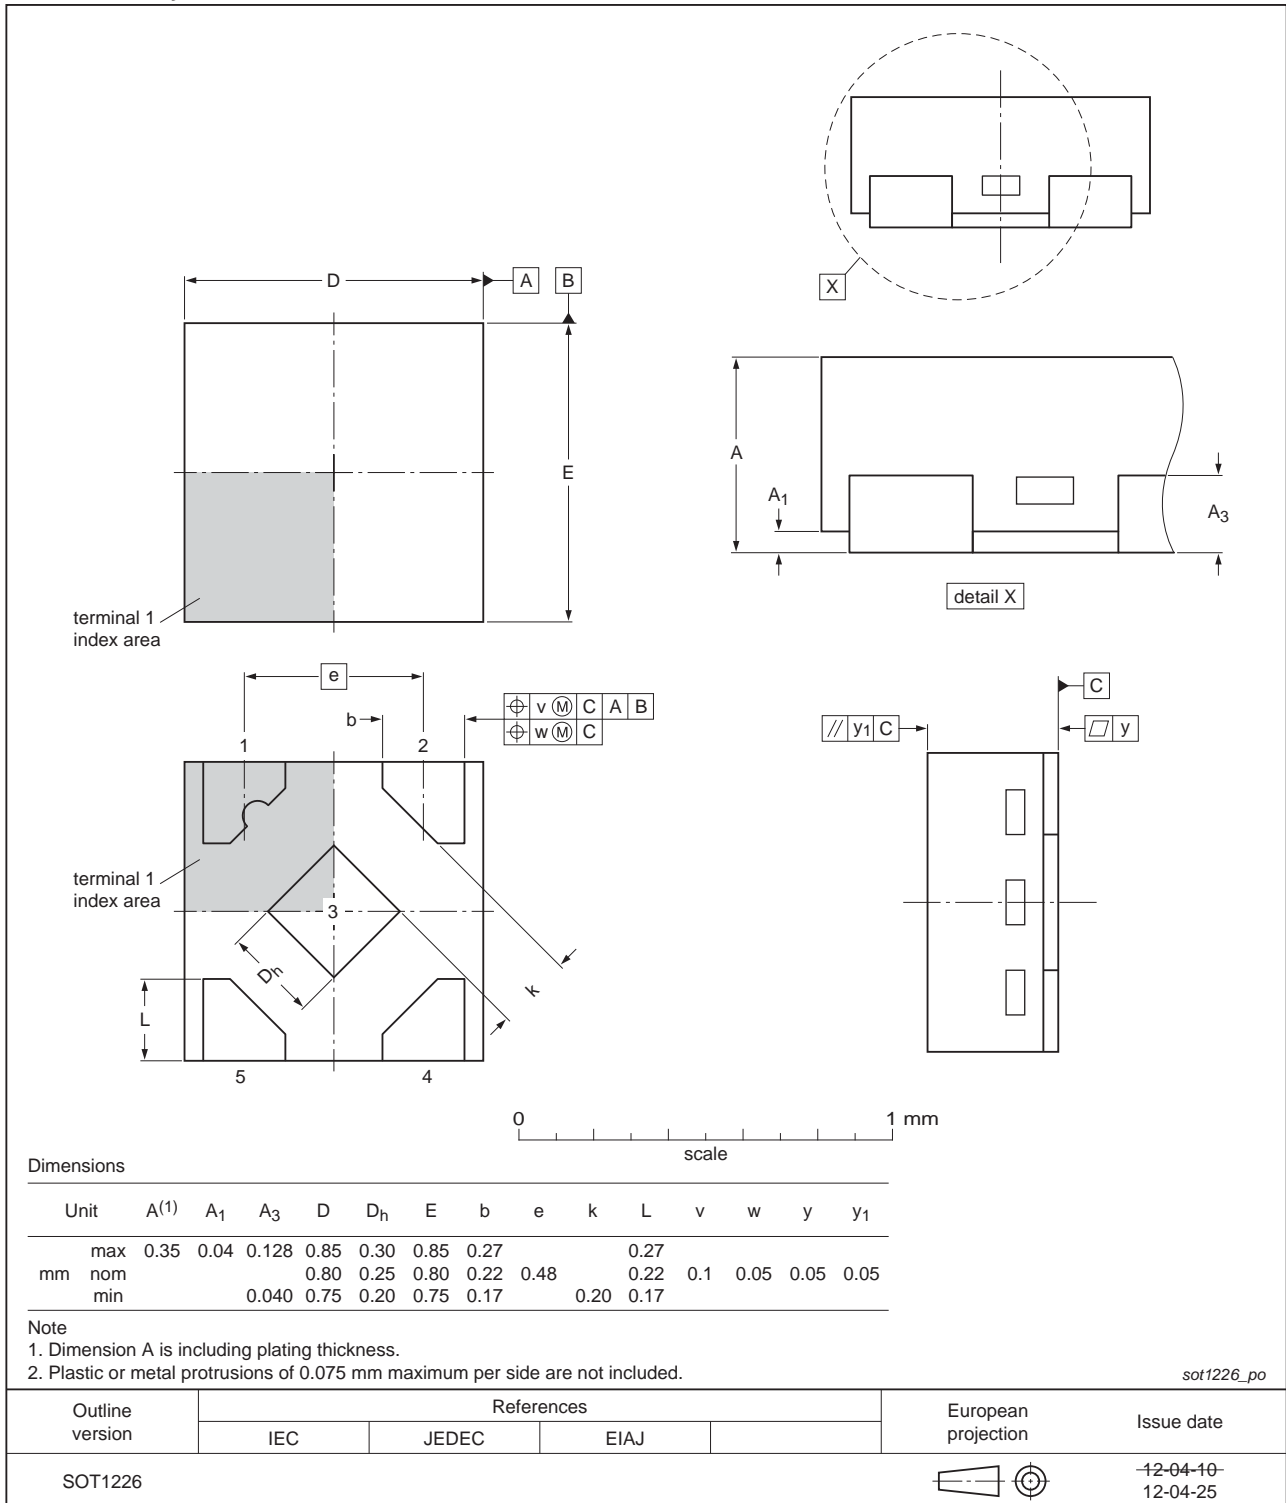 X
D
A B
E
terminal 1
index area
A
A1
A3
detail X
e
b
v M C A B
w M C
1 2
terminal 1
index area
3
Dh
k
L
5 4
C
// y1 C
y
0 1 mm
scale
Dimensions
Unit A(1) A1 A3 D Dh E b e k L v w y y1
max 0.35 0.04 0.128 0.85 0.30 0.85 0.27 0.27
mm nom 0.80 0.25 0.80 0.22 0.48 0.22 0.1 0.05 0.05 0.05
min 0.040 0.75 0.20 0.75 0.17 0.20 0.17
Note
1. Dimension A is including plating thickness.
2. Plastic or metal protrusions of 0.075 mm maximum per side are not included.
sot1226_po
Outline
version
References
IEC JEDEC EIAJ
European
projection
Issue date
SOT1226
12-04-10
12-04-25